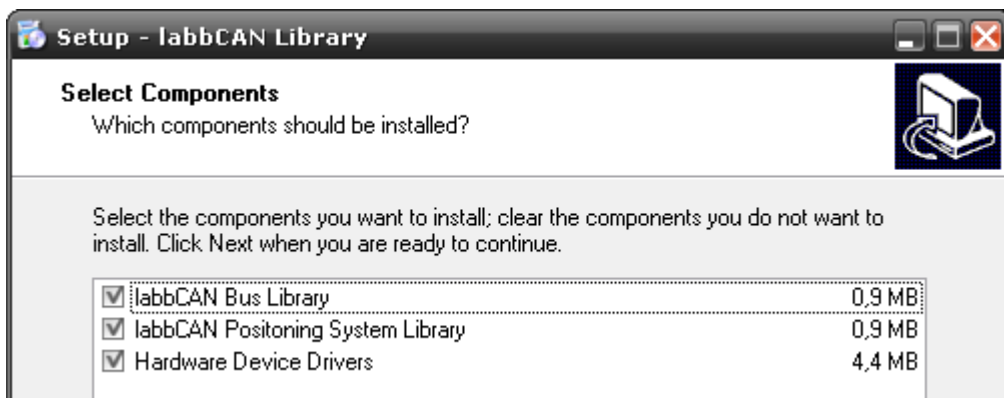 Setup - labbCAN Library
Select Components
Which components should be installed?
Select the components you want to install; clear the components you do not want to
install. Click Next when you are ready to continue.
labbCAN Bus Library 0,9 MB
labbCAN Positoning System Library 0,9 MB
Hardware Device Drivers 4,4 MB